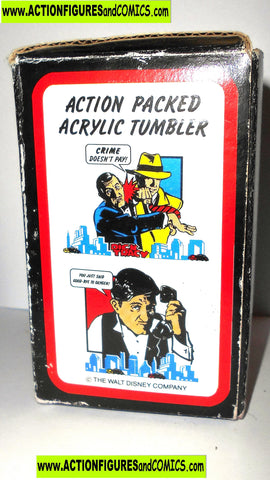 www.ACTIONFIGURESandCOMICS.com
ACTION PACKED
ACRYLIC TUMBLER
CRIME
DOESN'T PAY!
DICK
TRACY
YOU JUST SAID
GOOD-BYE TO
© THE WALT DISNEY COMPANY
www.ACTIONFIGURESandCOMICS.com